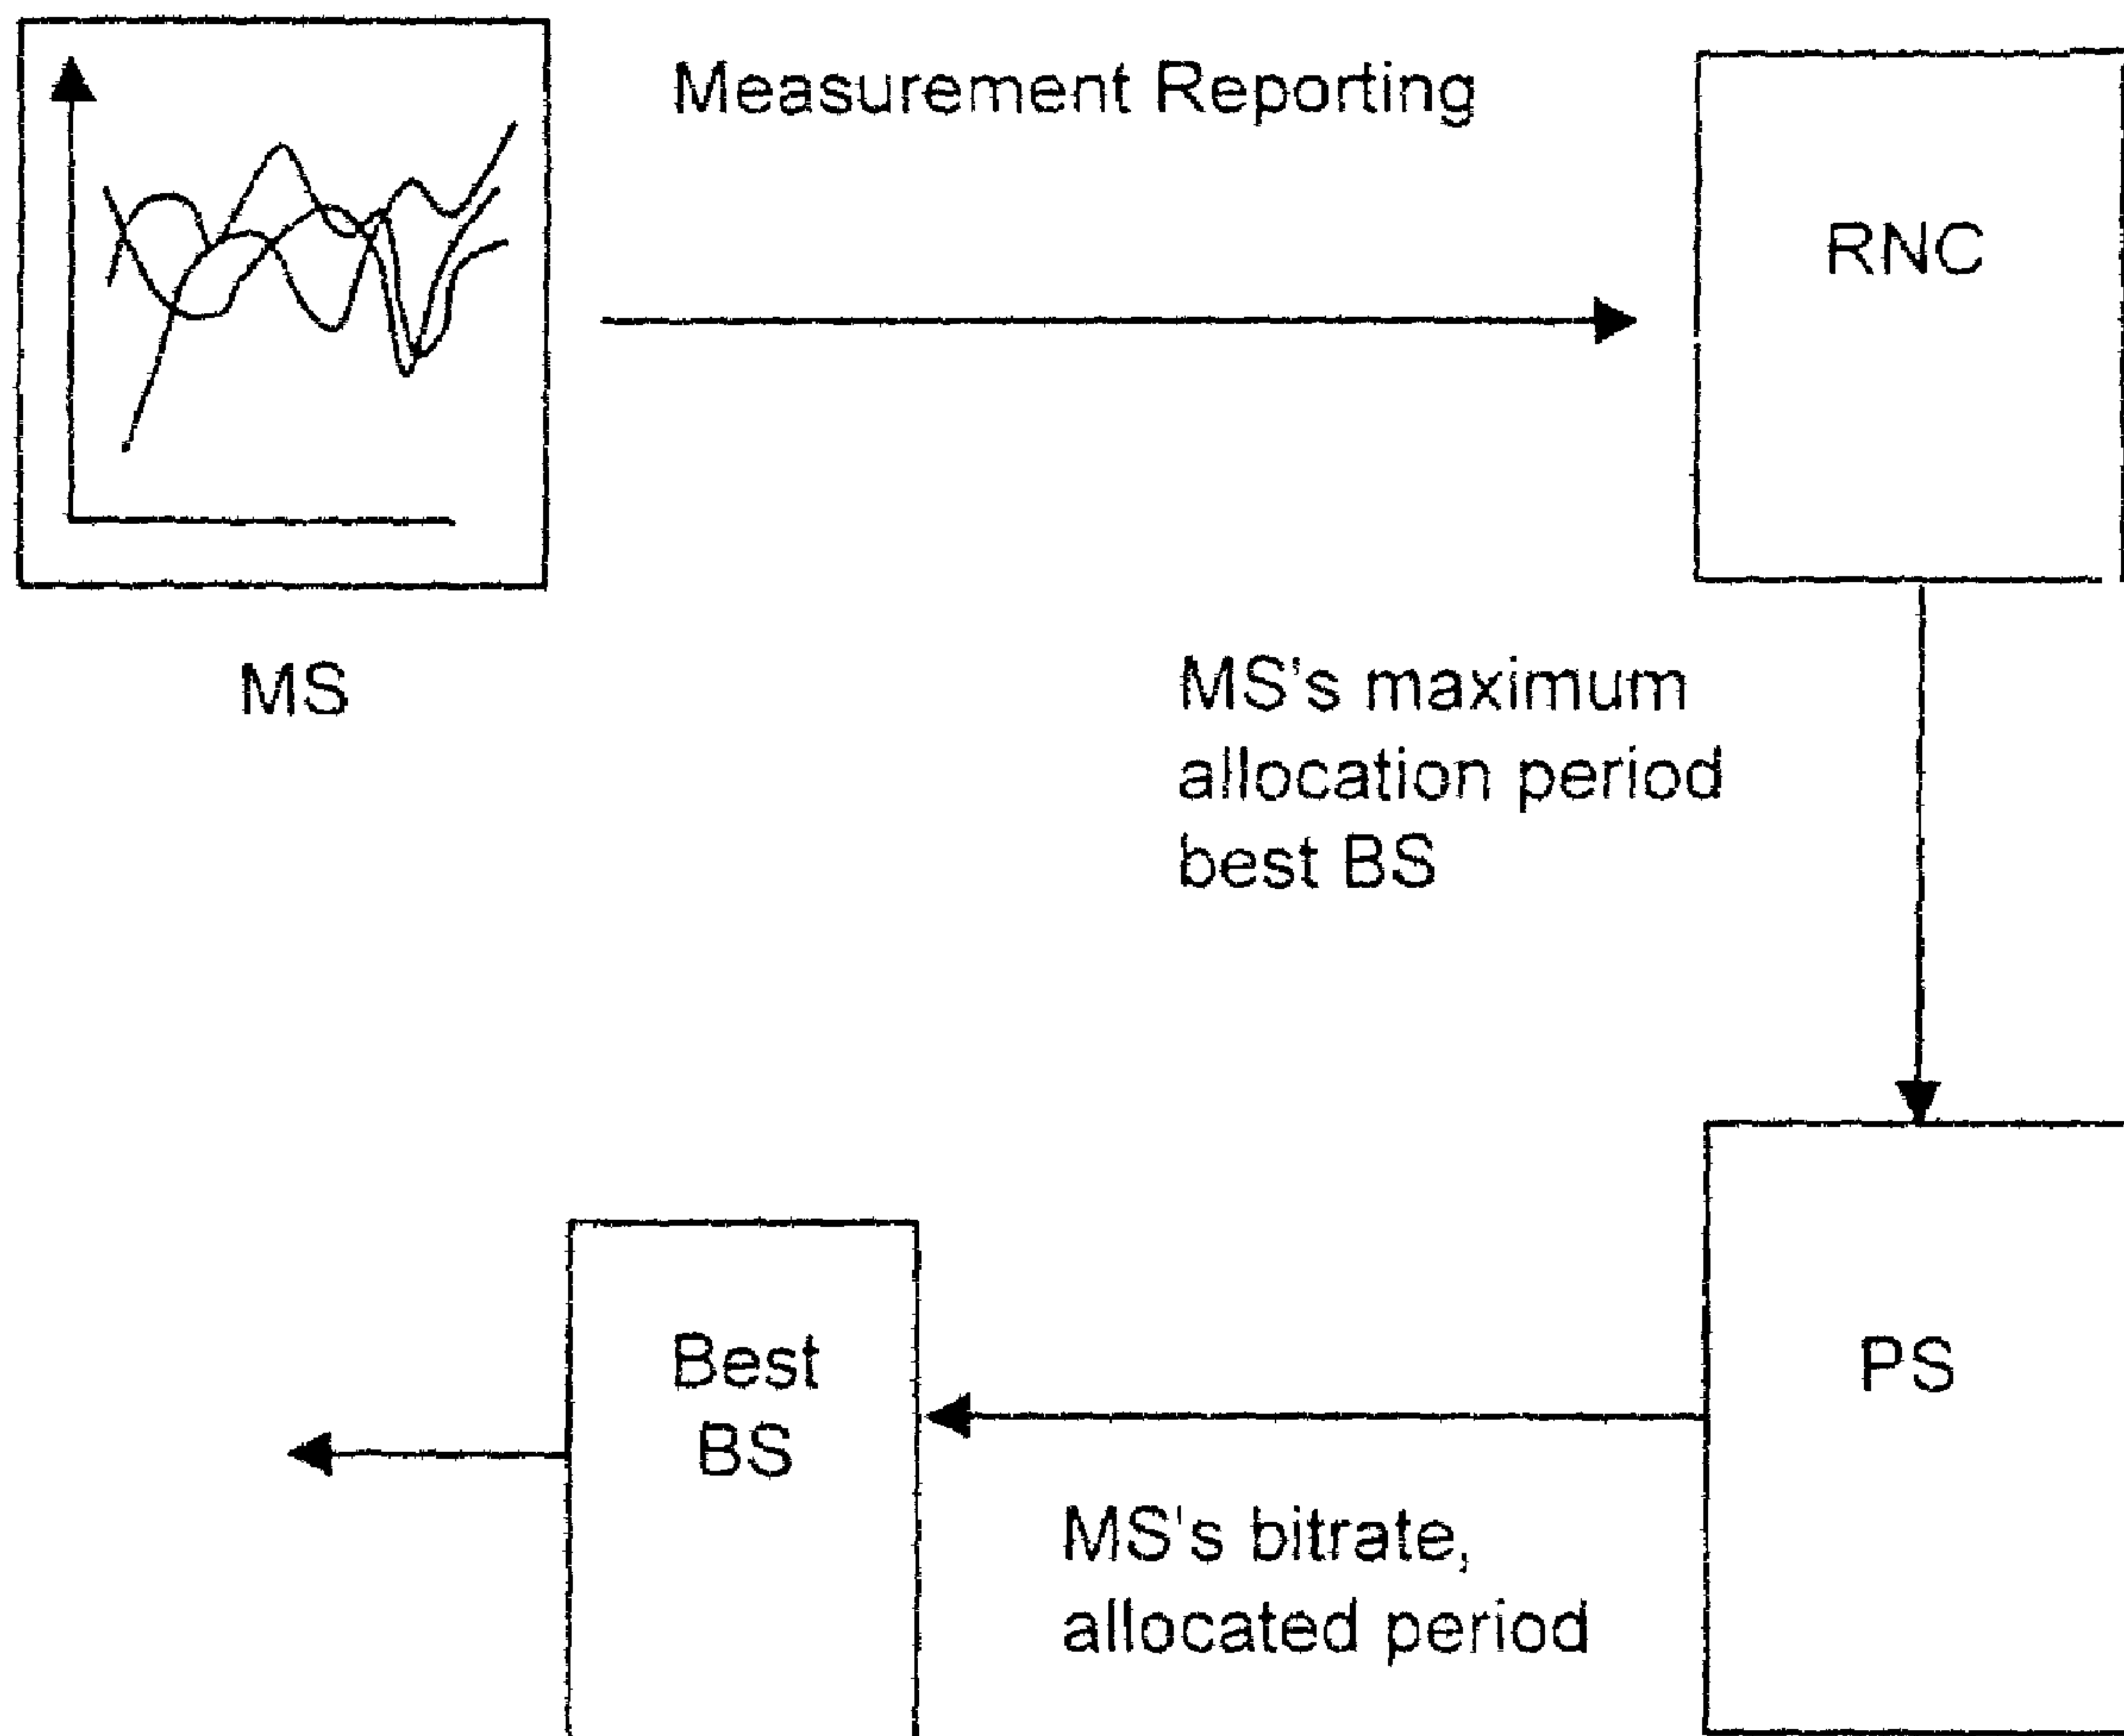 Measurement Reporting
RNC
MS
MS's maximum
allocation period
best BS
Best
BS
PS
MS's bitrate,
allocated period